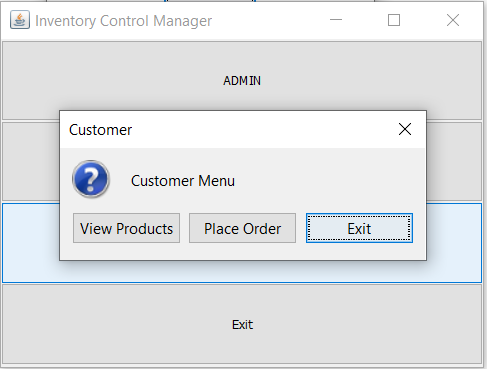 Inventory Control Manager
ADMIN
Customer
Customer Menu
View Products
Place Order
Exit
Exit